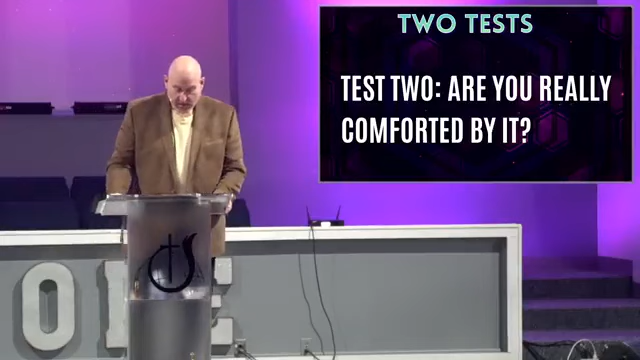 TWO TESTS
TEST TWO: ARE YOU REALLY
COMFORTED BY IT?